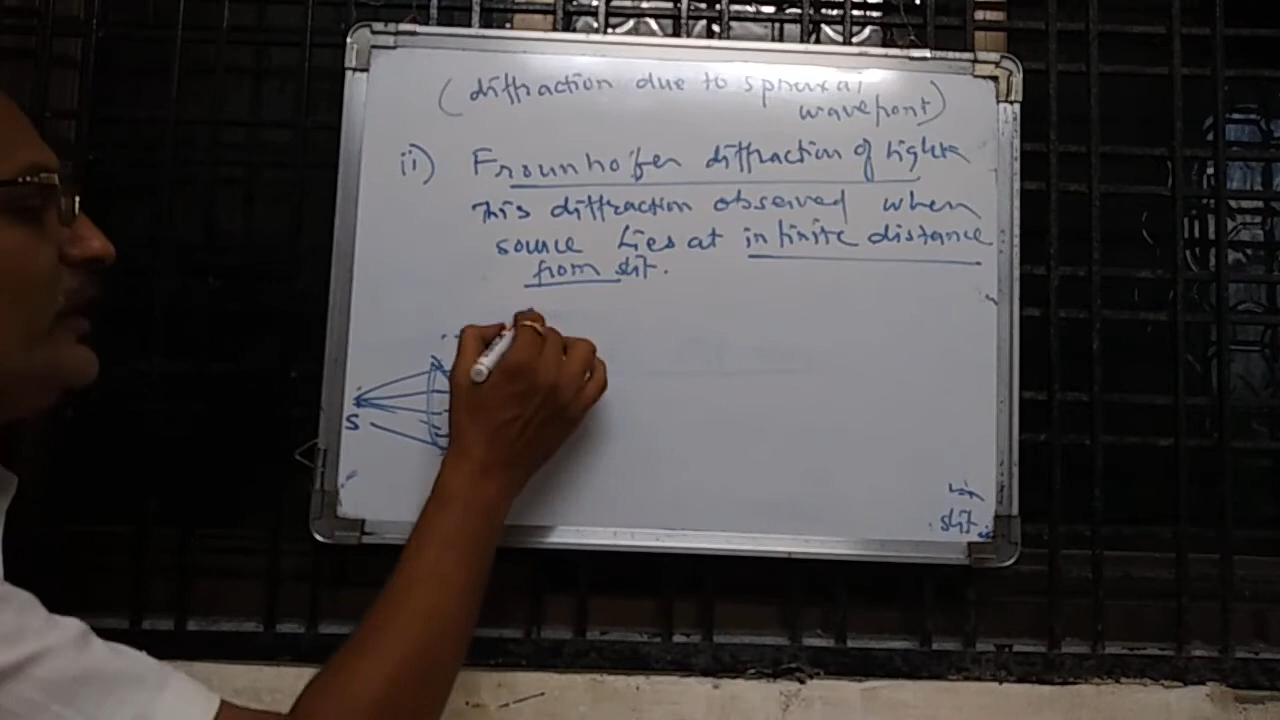 (diffraction due to spherical
wavefront)
ii) Frounhoffer diffraction of light
This diffraction observed when
source lies at infinite distance
from slit.
S
slit